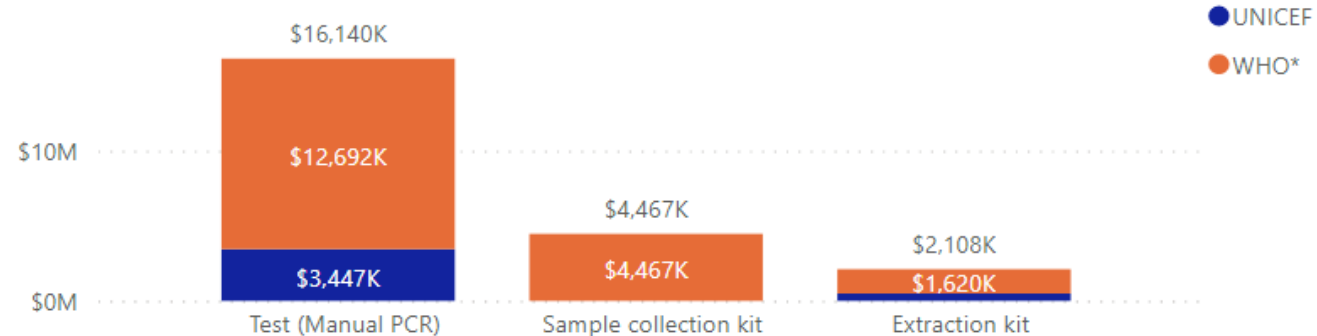 UNICEF
WHO*
$16,140K
$10M
$12,692K
$4,467K
$2,108K
$3,447K
$4,467K
$1,620K
$0M
Test (Manual PCR)
Sample collection kit
Extraction kit